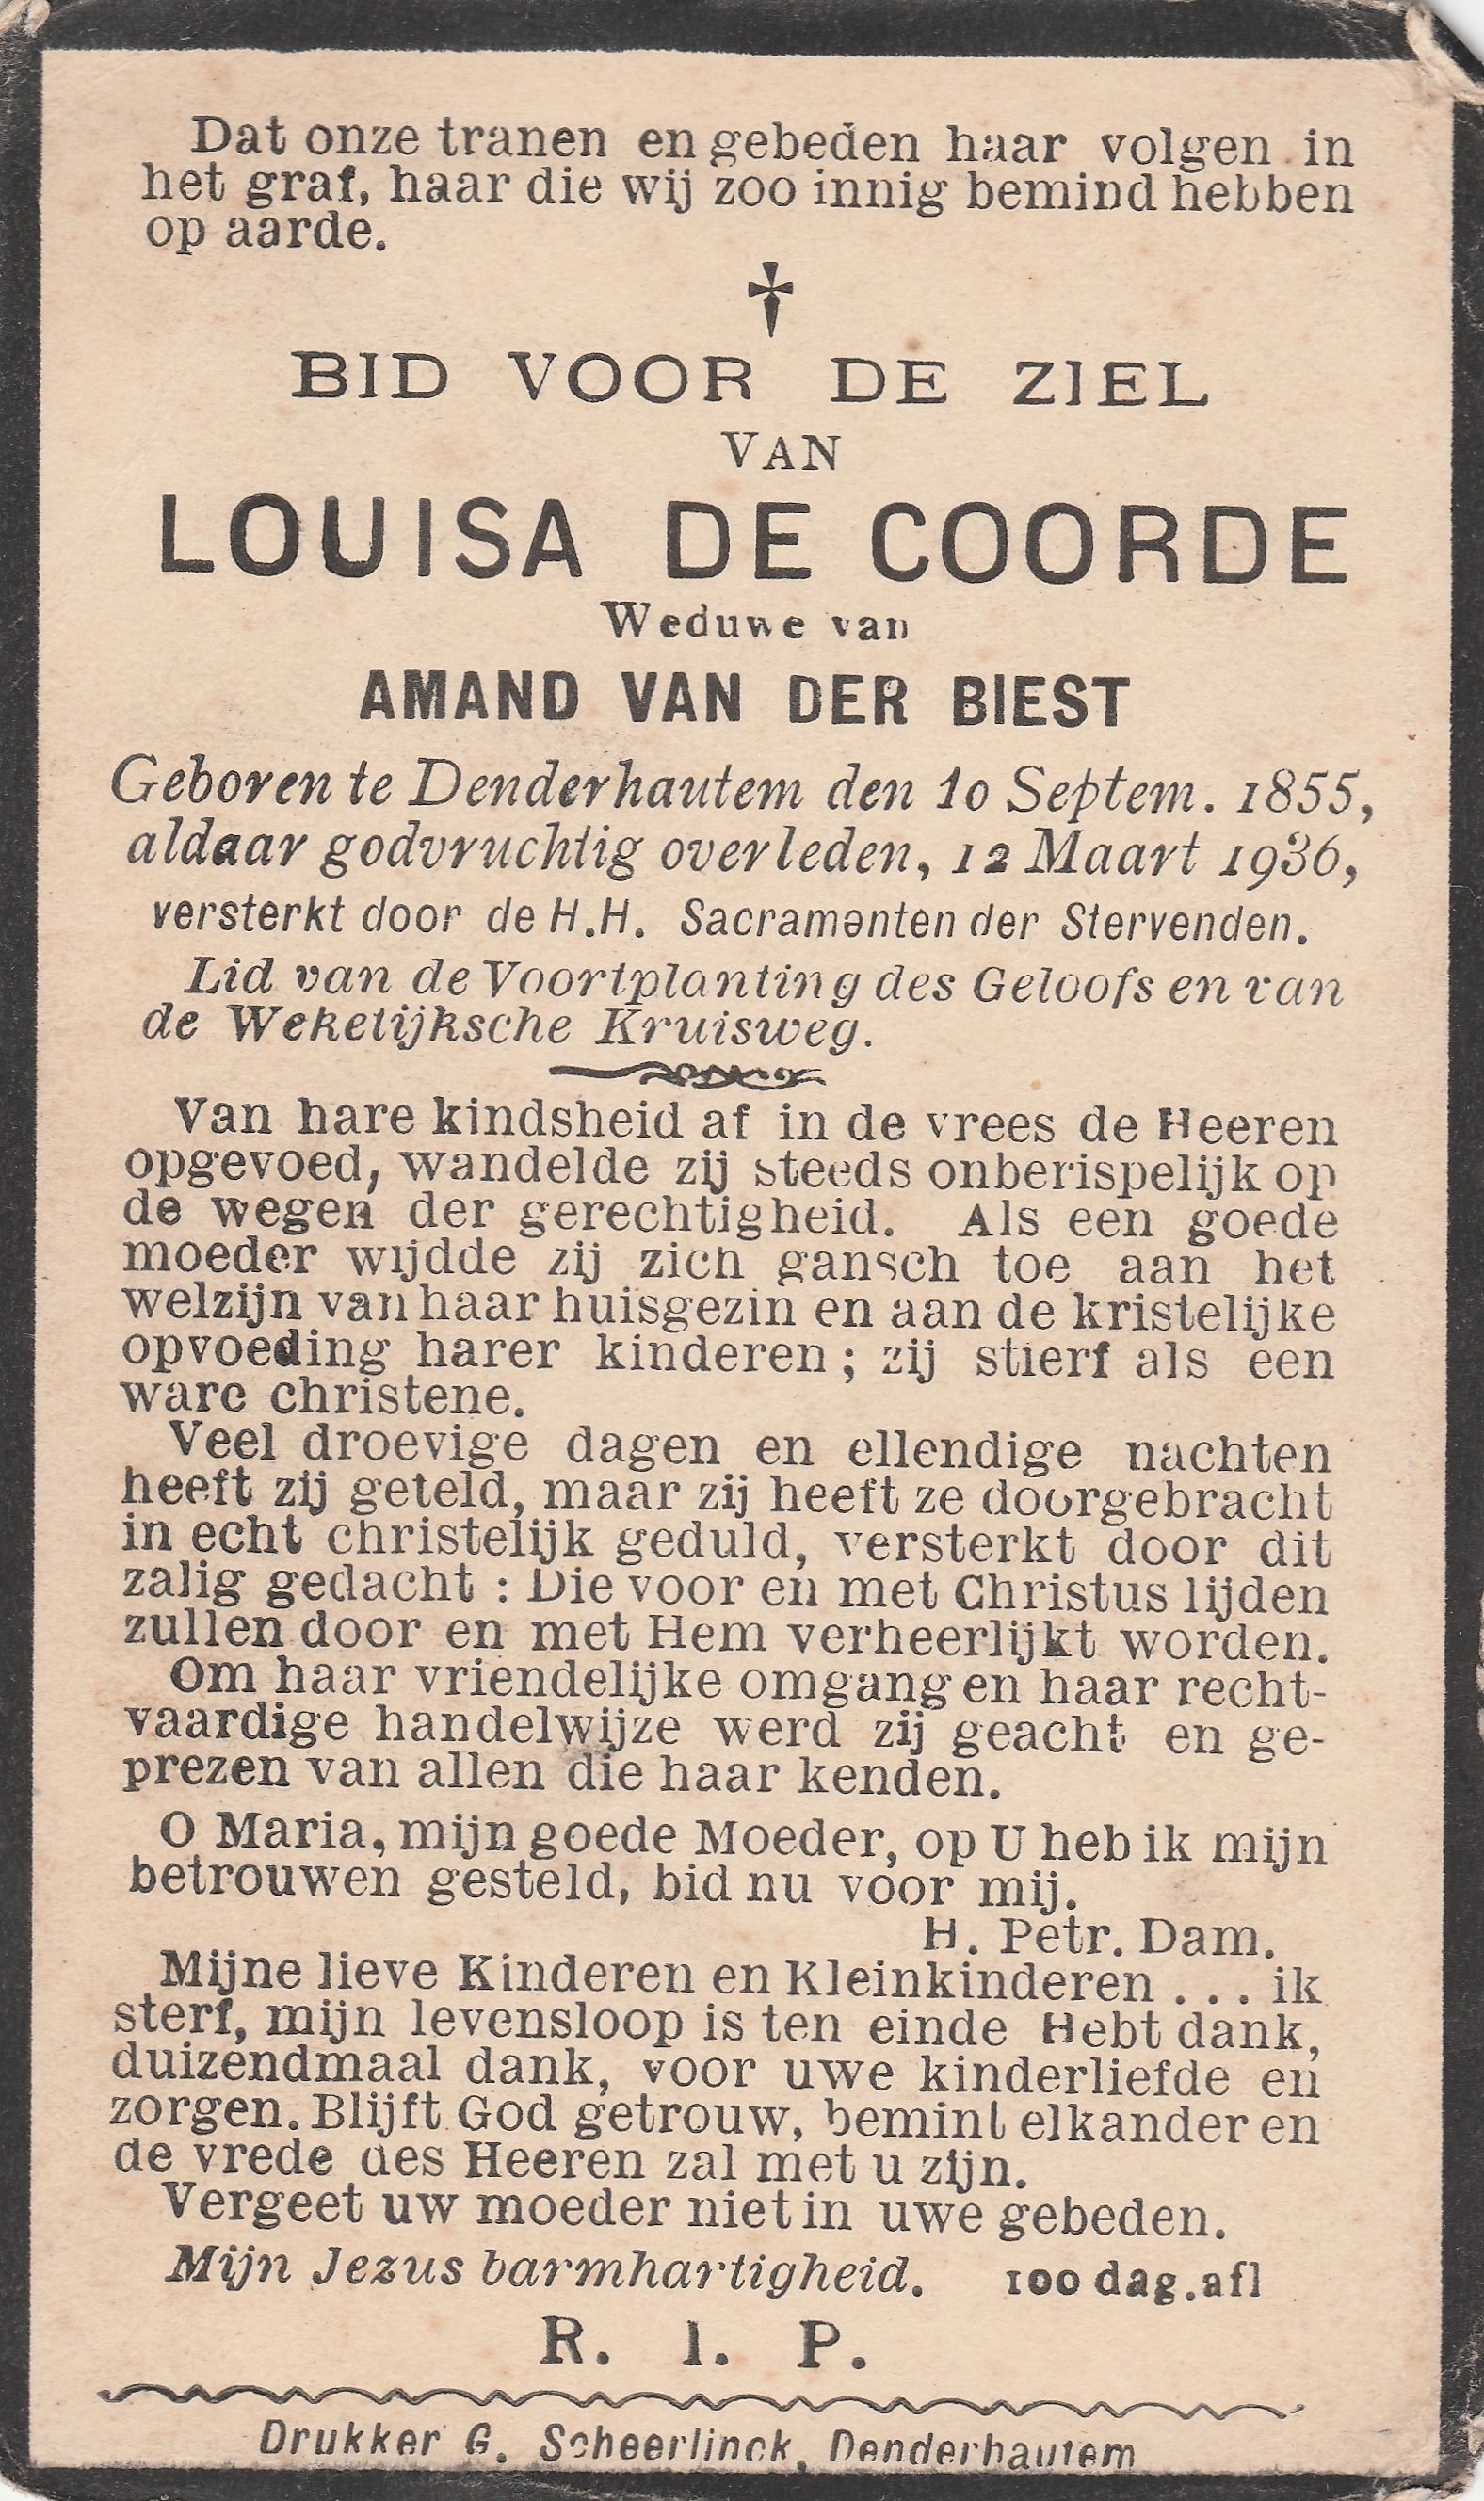 Dat onze tranen en gebeden haar volgen in
het graf, haar die wij zoo innig bemind hebben
op aarde.
†
BID VOOR DE ZIEL
VAN
LOUISA DE COORDE
Weduwe van
AMAND VAN DER BIEST
Geboren te Denderhautem den 10 Septem. 1855,
aldaar godvruchtig overleden, 12 Maart 1936,
versterkt door de H.H. Sacramenten der Stervenden.
Lid van de Voortplanting des Geloofs en van
de Wekelijksche Kruisweg.
Van hare kindsheid af in de vrees de Heeren
opgevoed, wandelde zij steeds onberispelijk op
de wegen der gerechtigheid. Als een goede
moeder wijdde zij zich gansch toe aan het
welzijn van haar huisgezin en aan de kristelijke
opvoeding harer kinderen; zij stierf als een
ware christene.
Veel droevige dagen en ellendige nachten
heeft zij geteld, maar zij heeft ze doorgebracht
in echt christelijk geduld, versterkt door dit
zalig gedacht : Die voor en met Christus lijden
zullen door en met Hem verheerlijkt worden.
Om haar vriendelijke omgang en haar recht-
vaardige handelwijze werd zij geacht en ge-
prezen van allen die haar kenden.
O Maria, mijn goede Moeder, op U heb ik mijn
betrouwen gesteld, bid nu voor mij.
H. Petr. Dam.
Mijne lieve Kinderen en Kleinkinderen . . . ik
sterf, mijn levensloop is ten einde Hebt dank,
duizendmaal dank, voor uwe kinderliefde en
zorgen. Blijft God getrouw, bemint elkander en
de vrede des Heeren zal met u zijn.
Vergeet uw moeder niet in uwe gebeden.
Mijn Jezus barmhartigheid. 100 dag.afl
R. I. P.
Drukker G. Scheerlinck, Denderhautem